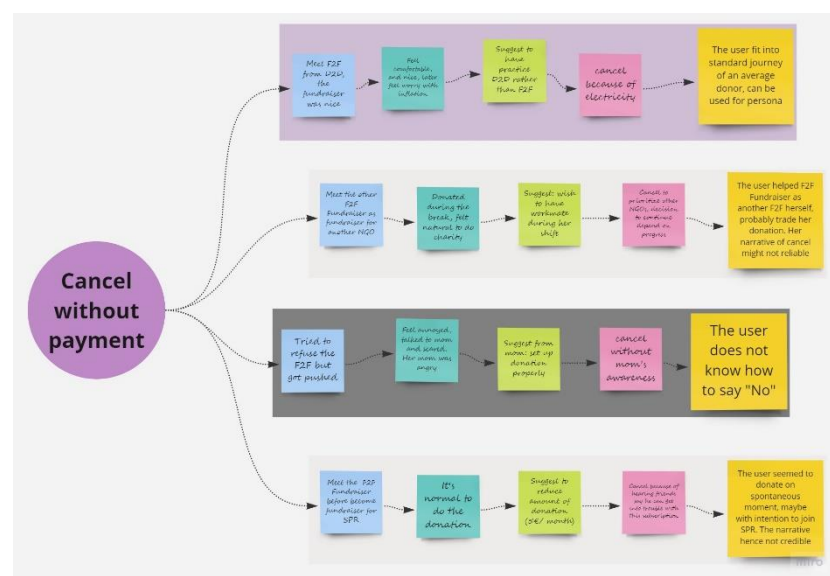 Cancel
without
payment
Meet F2F
from D2D,
the
fundraiser
was nice
Feel
comfortable,
and nice, later
feel worry with
inflation.
Suggest to
have
practice
D2D rather
than F2F
cancel
because of
electricity
The user fit into
standard journey
of an average
donor, can be
used for persona
Meet the other
F2F
Fundraiser as
fundraiser for
another NGO
Donated
during the
break, felt
natural to do
charity
Suggest: wish
to have
workmate
during her
shift
Cancel to
prioritize other
NGOs, decision
to continue
depend on
progress
The user helped F2F
Fundraiser as
another F2F herself,
probably trade her
donation. Her
narrative of cancel
might not reliable
Tried to
refuse the
F2F but
got pushed
Feel annoyed,
talked to mom
and scared.
Her mom was
angry
Suggest from
mom: set up
donation
properly
cancel
without
mom's
awareness
The user
does not
know how
to say "No"
Meet the F2F
Fundraiser
before become
fundraiser for
SPR
It's
normal to
do the
donation
Suggest to
reduce
amount of
donation
(5€/ month)
Cancel because of
hearing friends
say he can get
into trouble with
this subscription
The user seemed to
donate on
spontaneous
moment, maybe
with intention to join
SPR. The narrative
hence not credible
miro